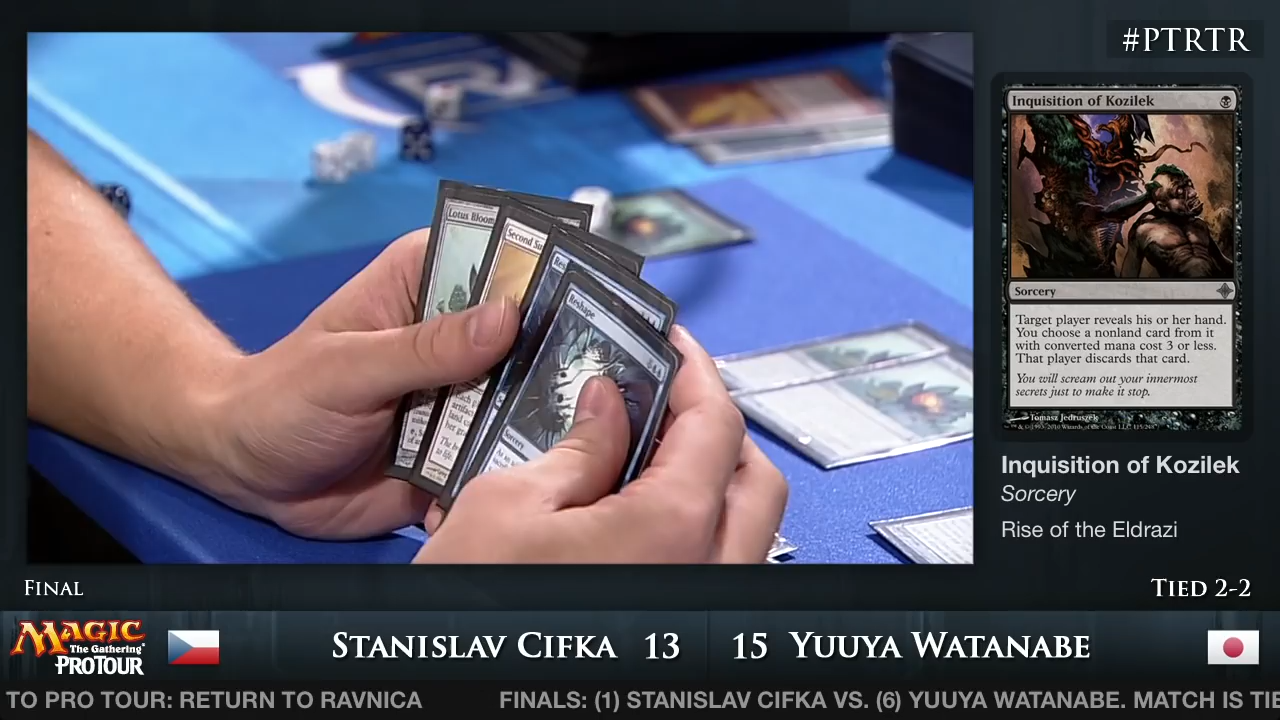 #PTRTR
Inquisition of Kozilek
Sorcery
Target player reveals his or her hand.
You choose a nonland card from it
with converted mana cost 3 or less.
That player discards that card.
You will scream out your innermost
secrets just to make it stop.
Tomasz Jedruszek
Inquisition of Kozilek
Sorcery
Rise of the Eldrazi
Lotus Bloom
Second Su
Res
Reshape
Sorcery
FINAL
TIED 2-2
MAGIC
The Gathering
PRO TOUR
STANISLAV CIFKA 13
15 YUUYA WATANABE
TO PRO TOUR: RETURN TO RAVNICA FINALS: (1) STANISLAV CIFKA VS. (6) YUUYA WATANABE. MATCH IS TIE